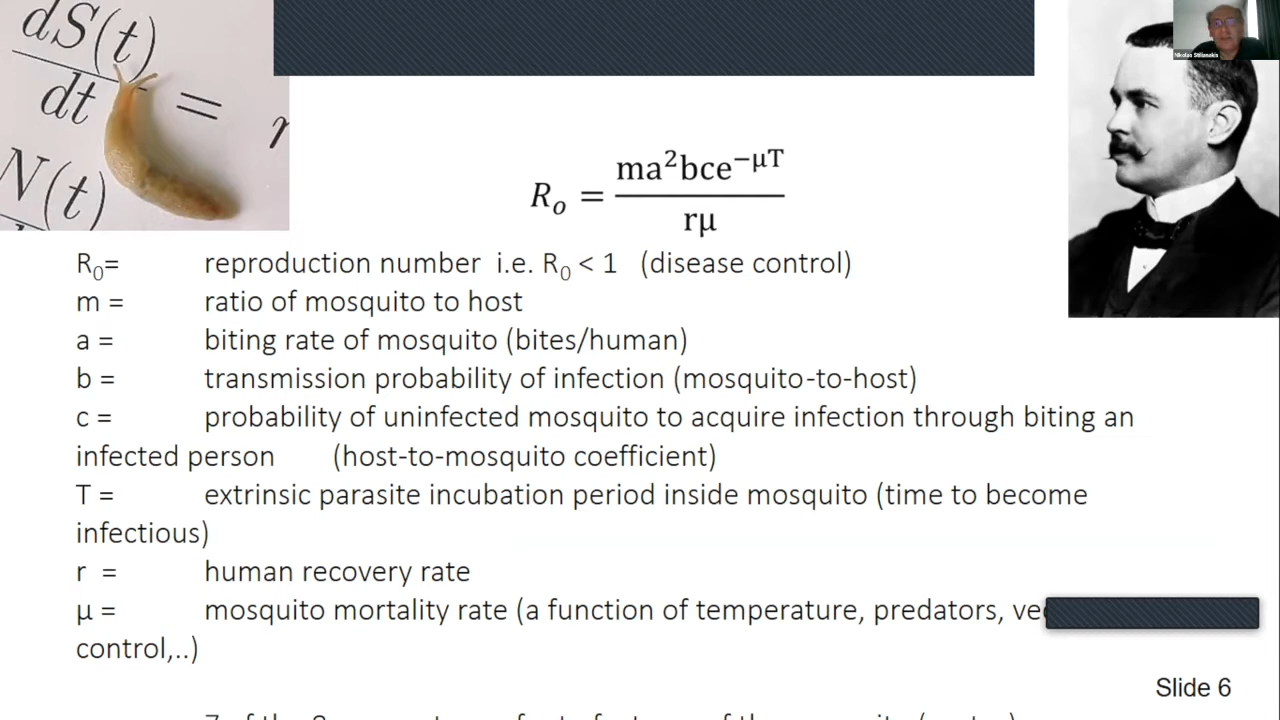 dS(t)
dt
=
N(t)
Nikolaos Stilianakis
R₀ = ma²bce^−μT / rμ
R₀= reproduction number i.e. R₀ < 1 (disease control)
m = ratio of mosquito to host
a = biting rate of mosquito (bites/human)
b = transmission probability of infection (mosquito-to-host)
c = probability of uninfected mosquito to acquire infection through biting an
infected person (host-to-mosquito coefficient)
T = extrinsic parasite incubation period inside mosquito (time to become
infectious)
r = human recovery rate
μ = mosquito mortality rate (a function of temperature, predators,
control,..)
Slide 6